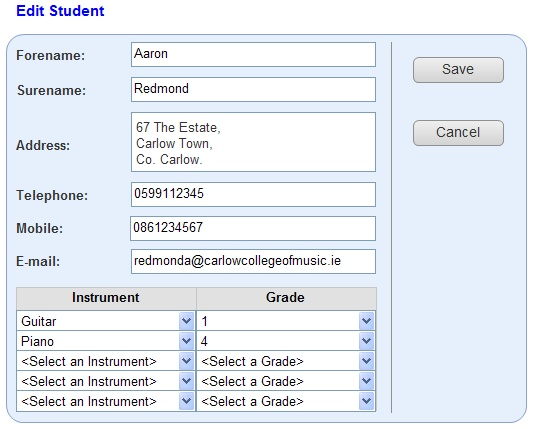 Edit Student
Forename: Aaron
Save
Surename: Redmond
Address: 67 The Estate,
Carlow Town,
Co. Carlow.
Cancel
Telephone: 0599112345
Mobile: 0861234567
E-mail: redmonda@carlowcollegeofmusic.ie
Instrument Grade
Guitar 1
Piano 4
<Select an Instrument> <Select a Grade>
<Select an Instrument> <Select a Grade>
<Select an Instrument> <Select a Grade>